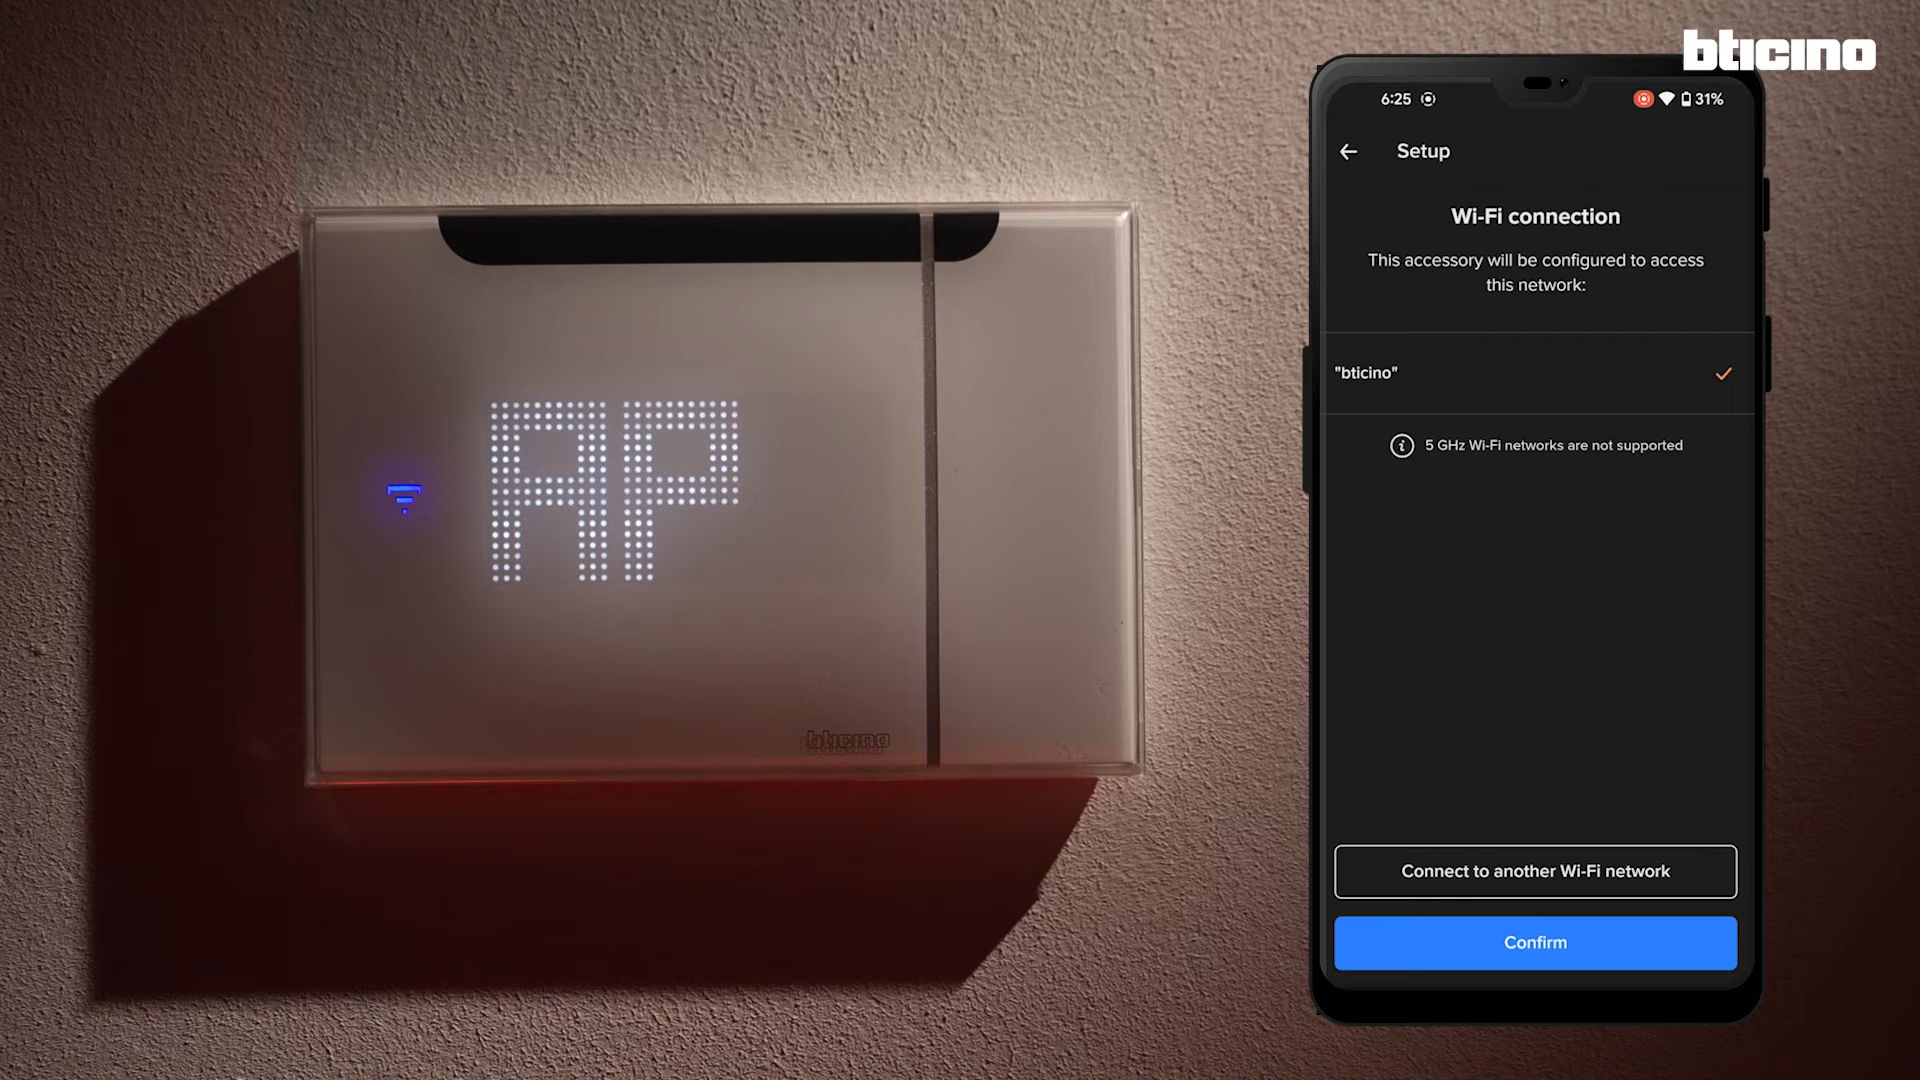 bticino
AP
bticino
6:25
31%
Setup
Wi-Fi connection
This accessory will be configured to access
this network:
"bticino"
5 GHz Wi-Fi networks are not supported
Connect to another Wi-Fi network
Confirm